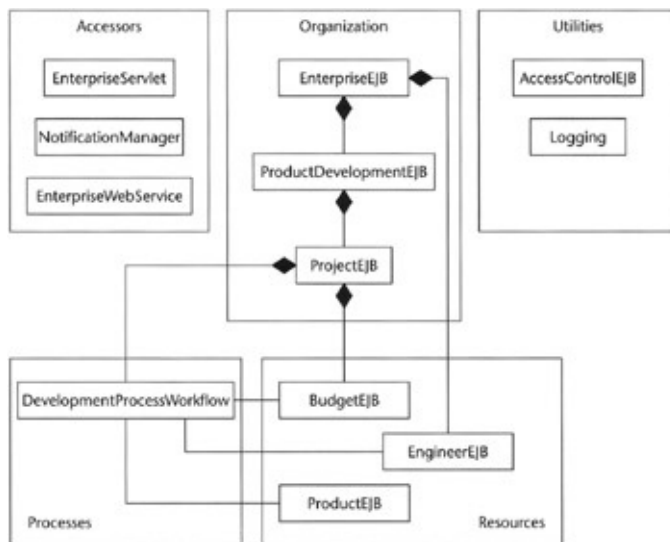 Accessors
EnterpriseServlet
NotificationManager
EnterpriseWebService
Organization
EnterpriseEJB
ProductDevelopmentEJB
ProjectEJB
Utilities
AccessControlEJB
Logging
DevelopmentProcessWorkflow
Processes
BudgetEJB
EngineerEJB
ProductEJB
Resources